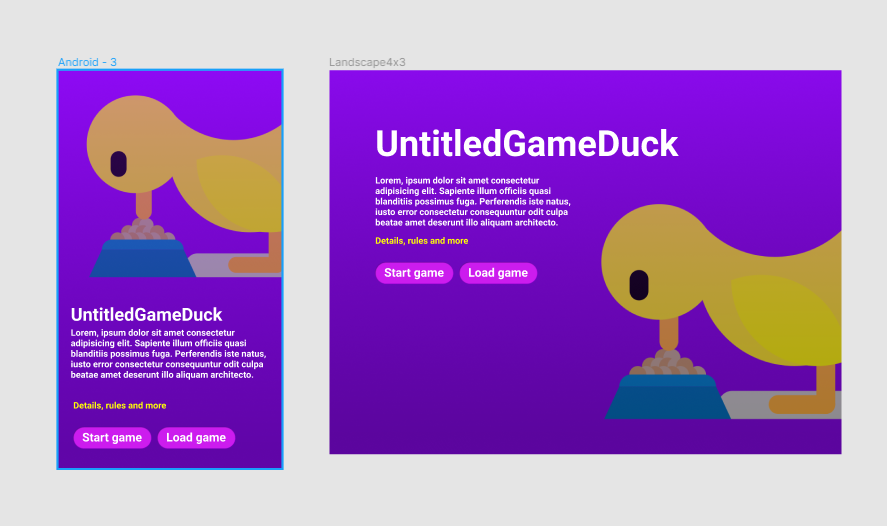 Android - 3
UntitledGameDuck
Lorem, ipsum dolor sit amet consectetur
adipisicing elit. Sapiente illum officiis quasi
blanditiis possimus fuga. Perferendis iste natus,
iusto error consectetur consequuntur odit culpa
beatae amet deserunt illo aliquam architecto.
Details, rules and more
Start game
Load game
Landscape4x3
UntitledGameDuck
Lorem, ipsum dolor sit amet consectetur
adipisicing elit. Sapiente illum officiis quasi
blanditiis possimus fuga. Perferendis iste natus,
iusto error consectetur consequuntur odit culpa
beatae amet deserunt illo aliquam architecto.
Details, rules and more
Start game
Load game